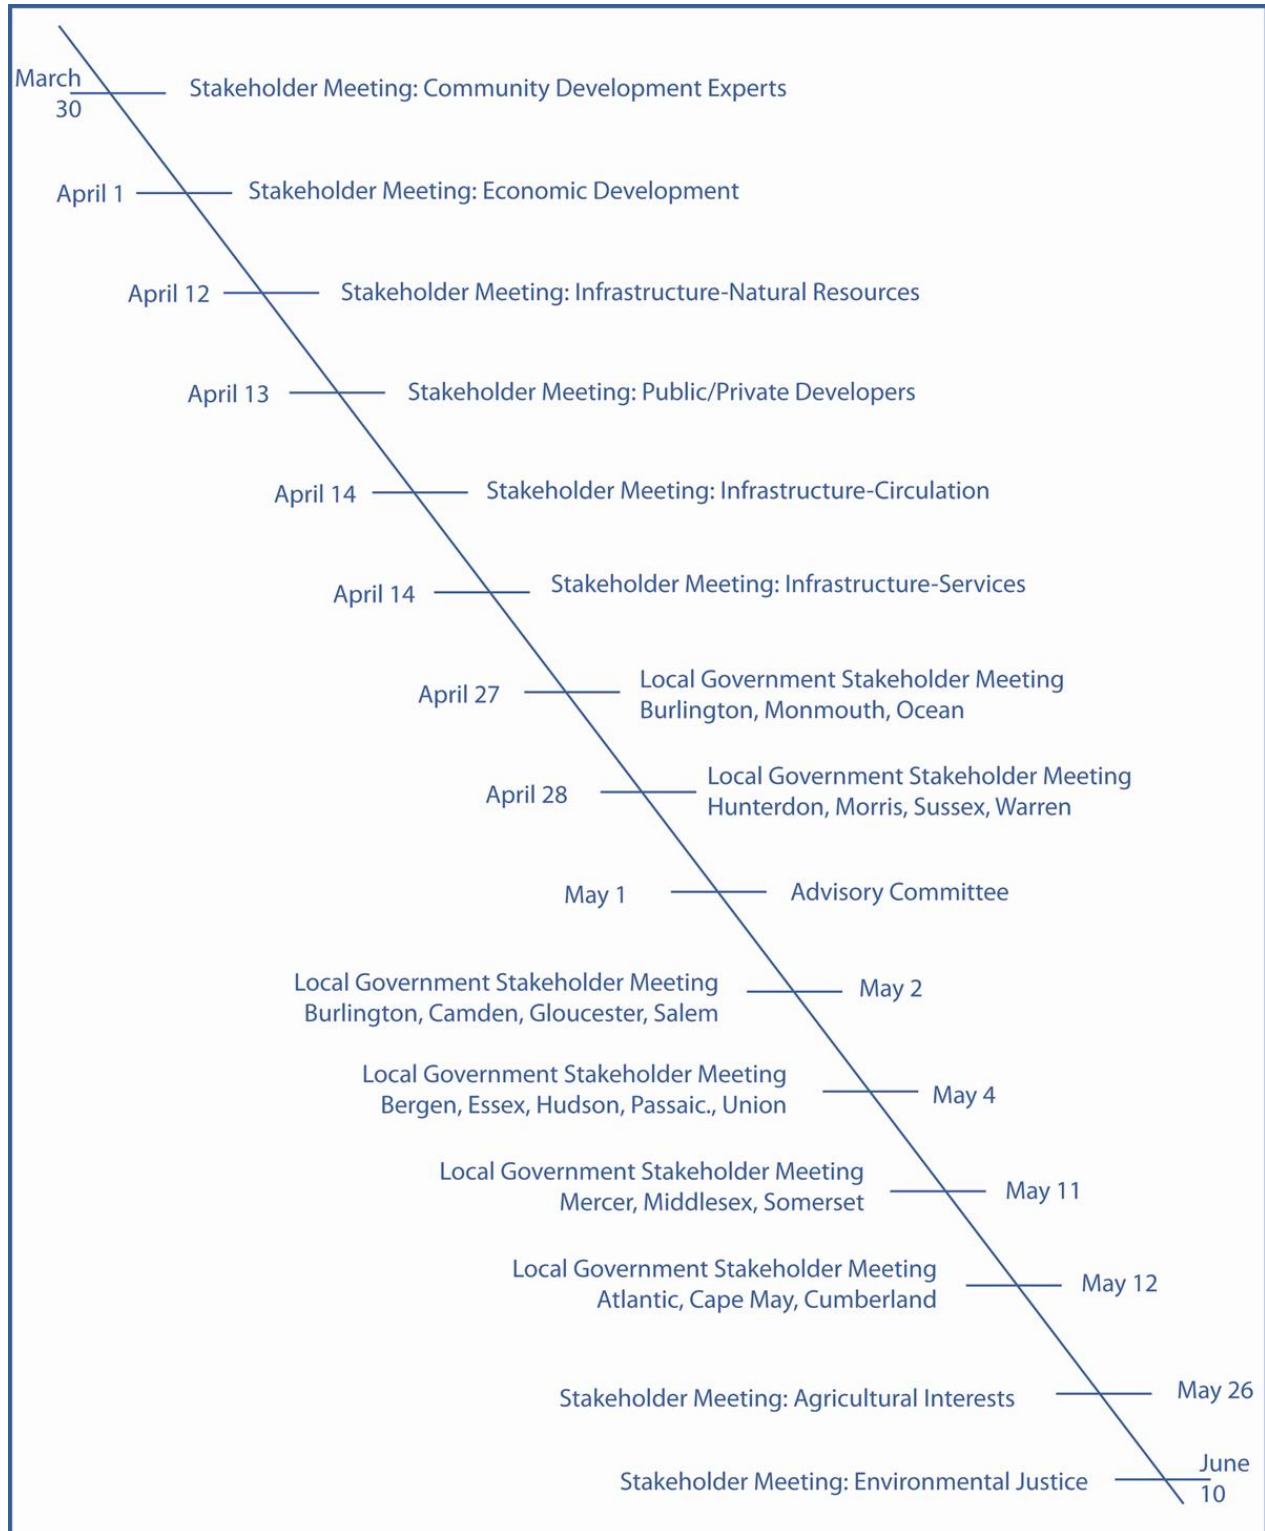 March
30
Stakeholder Meeting: Community Development Experts
April 1
Stakeholder Meeting: Economic Development
April 12
Stakeholder Meeting: Infrastructure-Natural Resources
April 13
Stakeholder Meeting: Public/Private Developers
April 14
Stakeholder Meeting: Infrastructure-Circulation
April 14
Stakeholder Meeting: Infrastructure-Services
April 27
Local Government Stakeholder Meeting
Burlington, Monmouth, Ocean
April 28
Local Government Stakeholder Meeting
Hunterdon, Morris, Sussex, Warren
May 1
Advisory Committee
Local Government Stakeholder Meeting
Burlington, Camden, Gloucester, Salem
May 2
Local Government Stakeholder Meeting
Bergen, Essex, Hudson, Passaic., Union
May 4
Local Government Stakeholder Meeting
Mercer, Middlesex, Somerset
May 11
Local Government Stakeholder Meeting
Atlantic, Cape May, Cumberland
May 12
Stakeholder Meeting: Agricultural Interests
May 26
Stakeholder Meeting: Environmental Justice
June
10